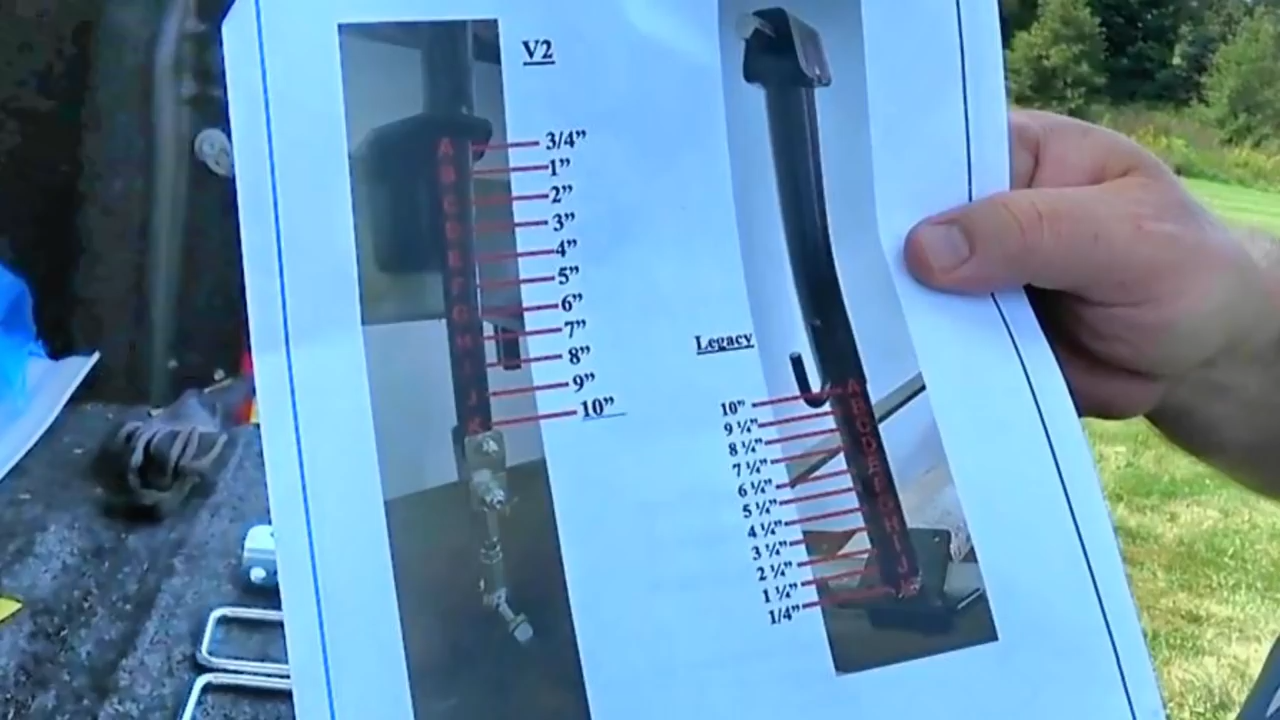 V2
A 3/4”
B 1”
C 2”
D 3”
E 4”
F 5”
G 6”
H 7”
I 8”
J 9”
K 10”
Legacy
A 10”
B 9 ¼”
C 8 ¼”
D 7 ¼”
E 6 ¼”
F 5 ¼”
G 4 ¼”
H 3 ¼”
I 2 ¼”
J 1 ¼”
K 1/4”